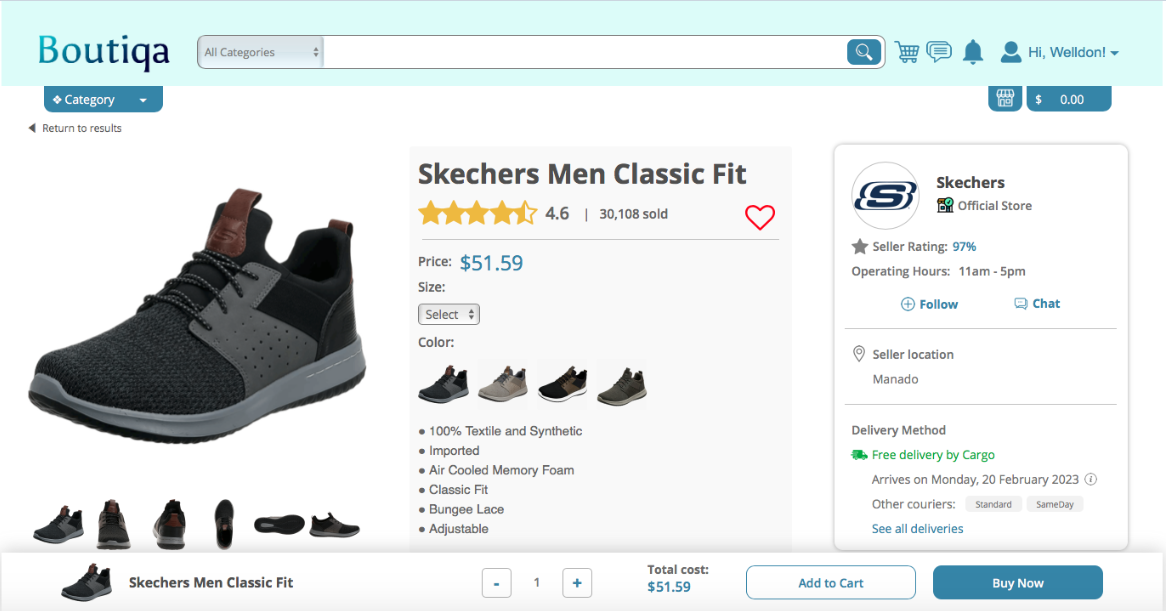 Boutiqa
All Categories
Hi, Welldon!
Category
$ 0.00
Return to results
Skechers Men Classic Fit
4.6 | 30,108 sold
Price: $51.59
Size:
Select
Color:
● 100% Textile and Synthetic
● Imported
● Air Cooled Memory Foam
● Classic Fit
● Bungee Lace
● Adjustable
S
Skechers
Official Store
Seller Rating: 97%
Operating Hours: 11am - 5pm
Follow
Chat
Seller location
Manado
Delivery Method
Free delivery by Cargo
Arrives on Monday, 20 February 2023
Other couriers: Standard SameDay
See all deliveries
Skechers Men Classic Fit
- 1 +
Total cost:
$51.59
Add to Cart
Buy Now